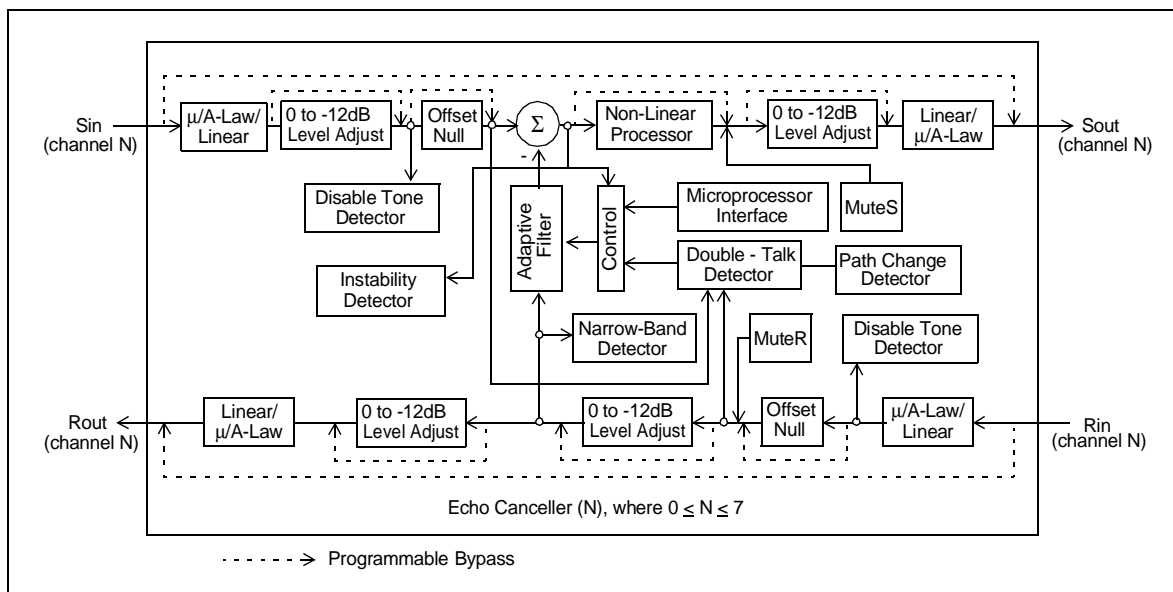 Sin
(channel N)
μ/A-Law/
Linear
0 to -12dB
Level Adjust
Offset
Null
Σ
-
Non-Linear
Processor
0 to -12dB
Level Adjust
Linear/
μ/A-Law
Sout
(channel N)
Disable Tone
Detector
Adaptive
Filter
Control
Microprocessor
Interface
MuteS
Instability
Detector
Double - Talk
Detector
Path Change
Detector
Narrow-Band
Detector
MuteR
Disable Tone
Detector
Rout
(channel N)
Linear/
μ/A-Law
0 to -12dB
Level Adjust
0 to -12dB
Level Adjust
Offset
Null
μ/A-Law/
Linear
Rin
(channel N)
Echo Canceller (N), where 0 ≤ N ≤ 7
Programmable Bypass